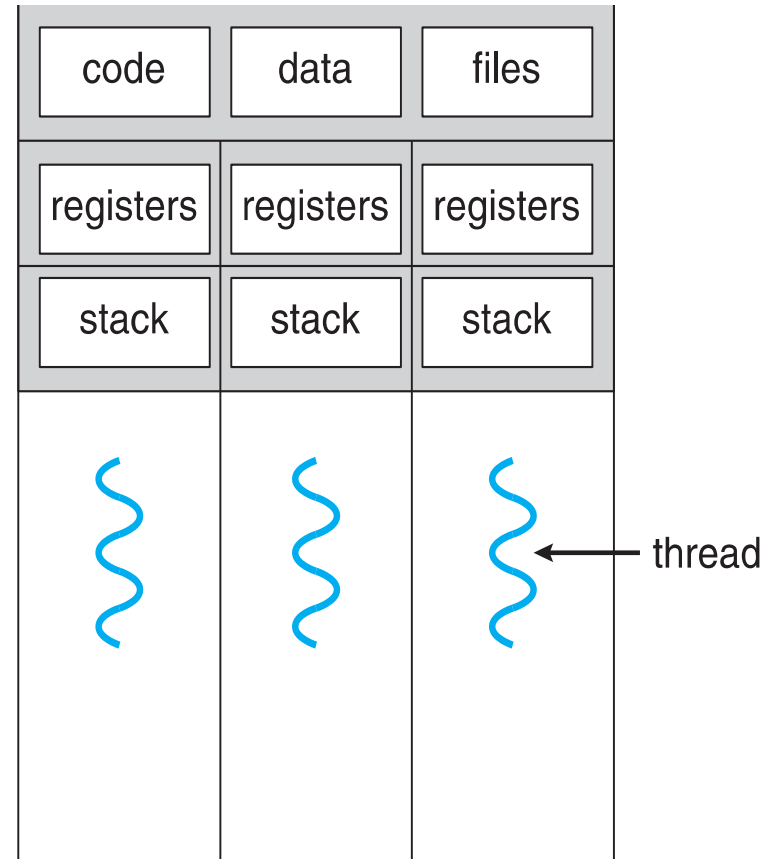 code data files
registers registers registers
stack stack stack
thread